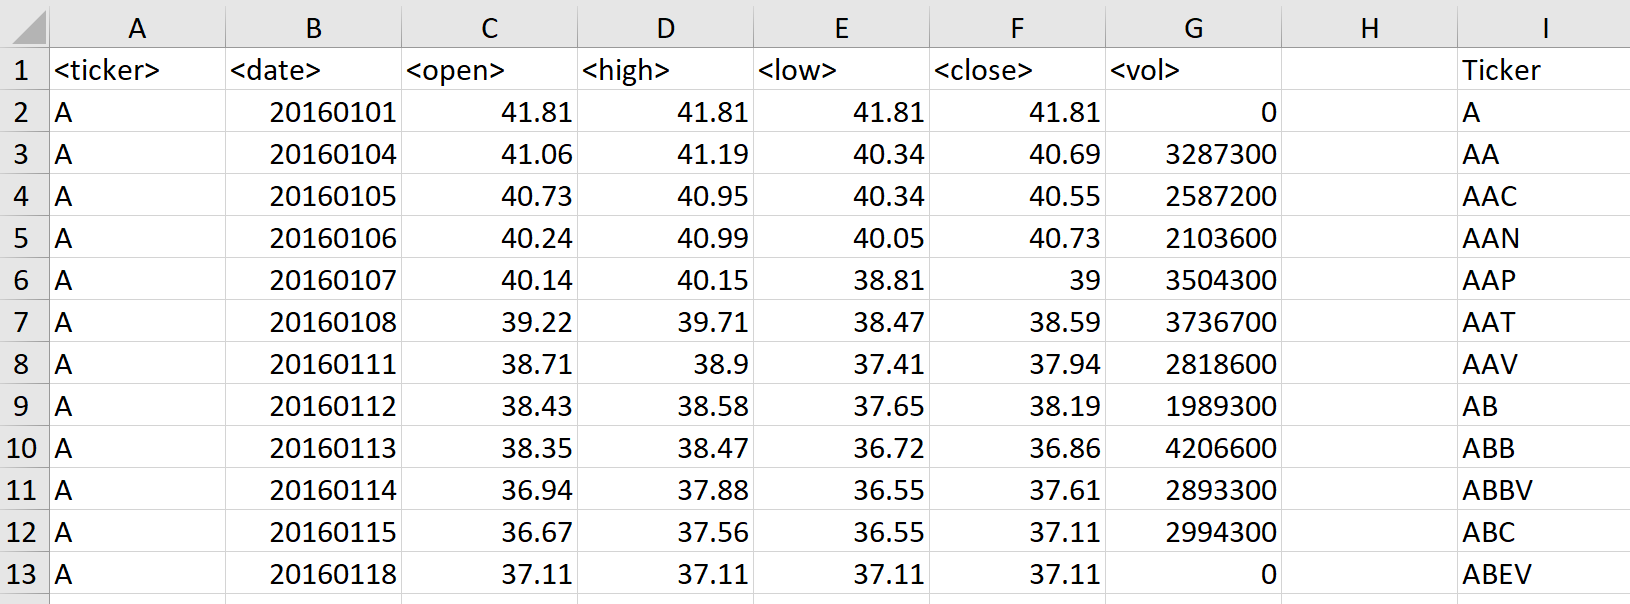 A B C D E F G H I
1 <ticker> <date> <open> <high> <low> <close> <vol> Ticker
2 A 20160101 41.81 41.81 41.81 41.81 0 A
3 A 20160104 41.06 41.19 40.34 40.69 3287300 AA
4 A 20160105 40.73 40.95 40.34 40.55 2587200 AAC
5 A 20160106 40.24 40.99 40.05 40.73 2103600 AAN
6 A 20160107 40.14 40.15 38.81 39 3504300 AAP
7 A 20160108 39.22 39.71 38.47 38.59 3736700 AAT
8 A 20160111 38.71 38.9 37.41 37.94 2818600 AAV
9 A 20160112 38.43 38.58 37.65 38.19 1989300 AB
10 A 20160113 38.35 38.47 36.72 36.86 4206600 ABB
11 A 20160114 36.94 37.88 36.55 37.61 2893300 ABBV
12 A 20160115 36.67 37.56 36.55 37.11 2994300 ABC
13 A 20160118 37.11 37.11 37.11 37.11 0 ABEV